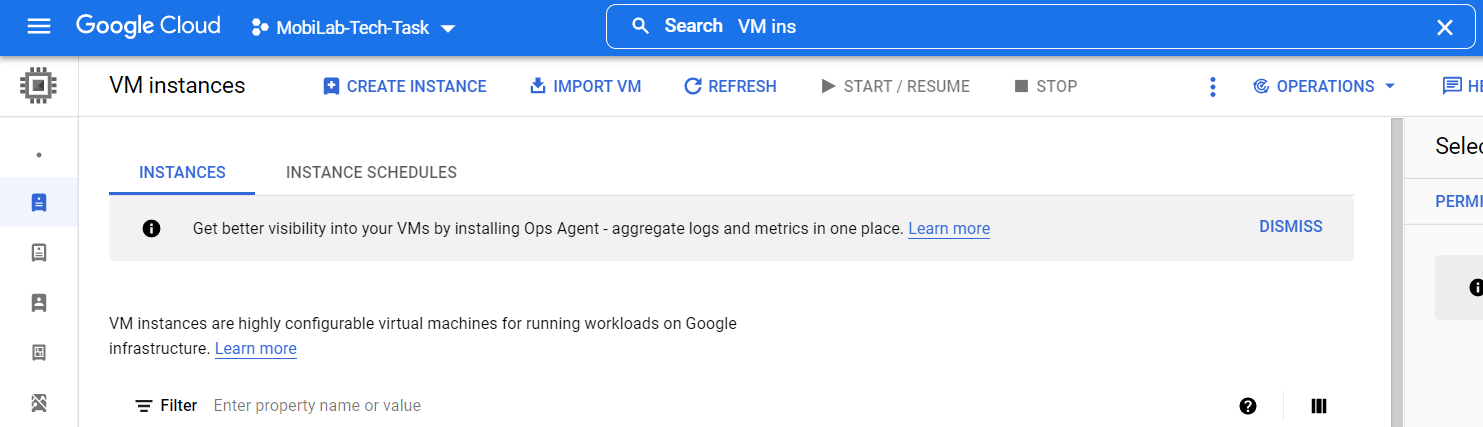 Google Cloud MobiLab-Tech-Task Search VM ins
VM instances CREATE INSTANCE IMPORT VM REFRESH START / RESUME STOP OPERATIONS HE
Selec
INSTANCES INSTANCE SCHEDULES
PERMI
Get better visibility into your VMs by installing Ops Agent - aggregate logs and metrics in one place. Learn more DISMISS
VM instances are highly configurable virtual machines for running workloads on Google
infrastructure. Learn more
Filter Enter property name or value